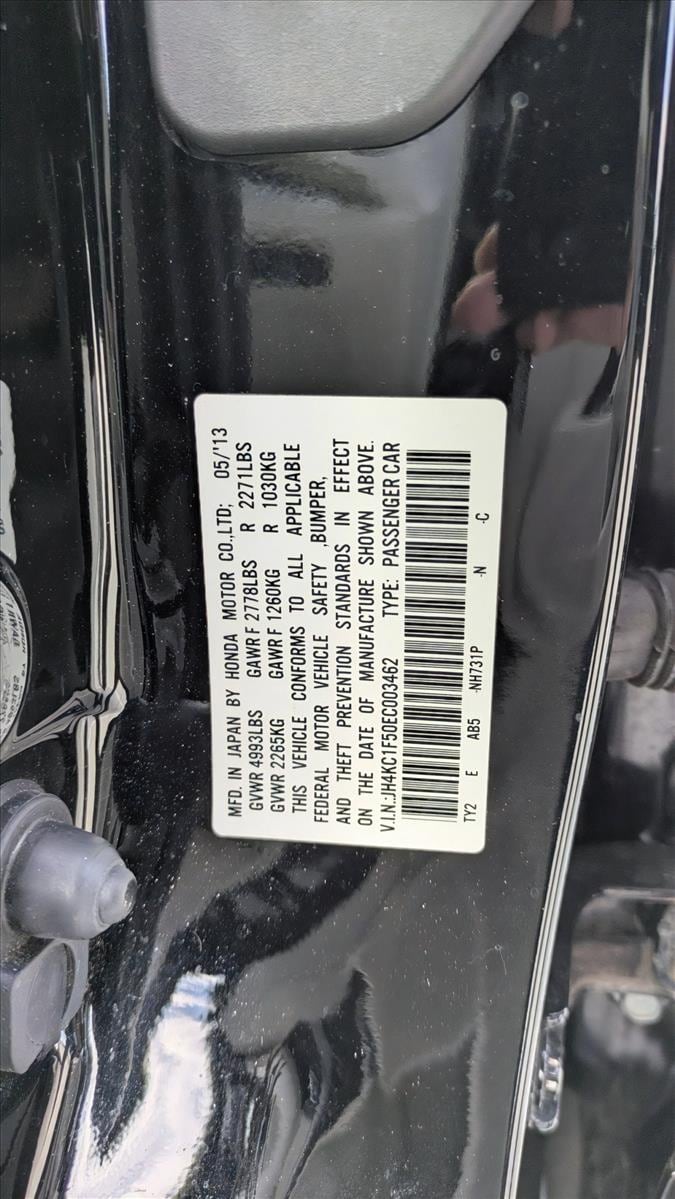 MFD. IN JAPAN BY HONDA MOTOR CO.,LTD; 05/'13
GVWR 4993LBS GAWR F 2778LBS R 2271LBS
GVWR 2265KG GAWR F 1260KG R 1030KG
THIS VEHICLE CONFORMS TO ALL APPLICABLE
FEDERAL MOTOR VEHICLE SAFETY ,BUMPER,
AND THEFT PREVENTION STANDARDS IN EFFECT
ON THE DATE OF MANUFACTURE SHOWN ABOVE.
V.I.N.:JH4KC1F50EC003462 TYPE: PASSENGER CAR
TY2 E AB5 -NH731P -N -C